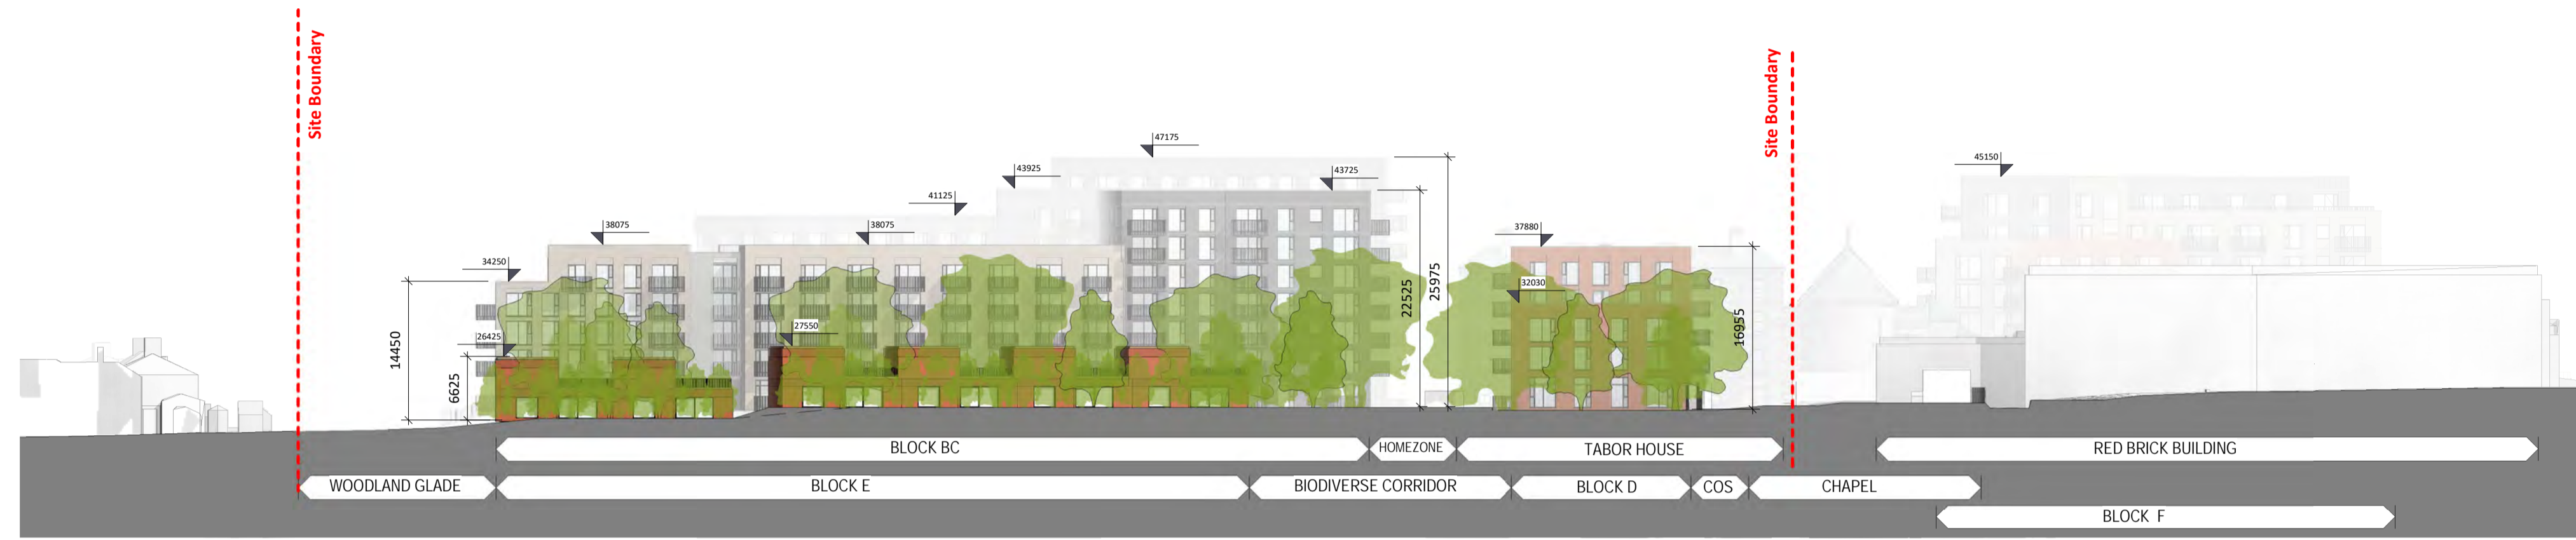 Site Boundary
Site Boundary
47175
45150
43925
43725
41125
38075
38075
37880
34250
32030
27550
26425
14450
6625
22525
25975
16955
BLOCK BC
HOMEZONE
TABOR HOUSE
RED BRICK BUILDING
WOODLAND GLADE
BLOCK E
BIODIVERSE CORRIDOR
BLOCK D
COS
CHAPEL
BLOCK F